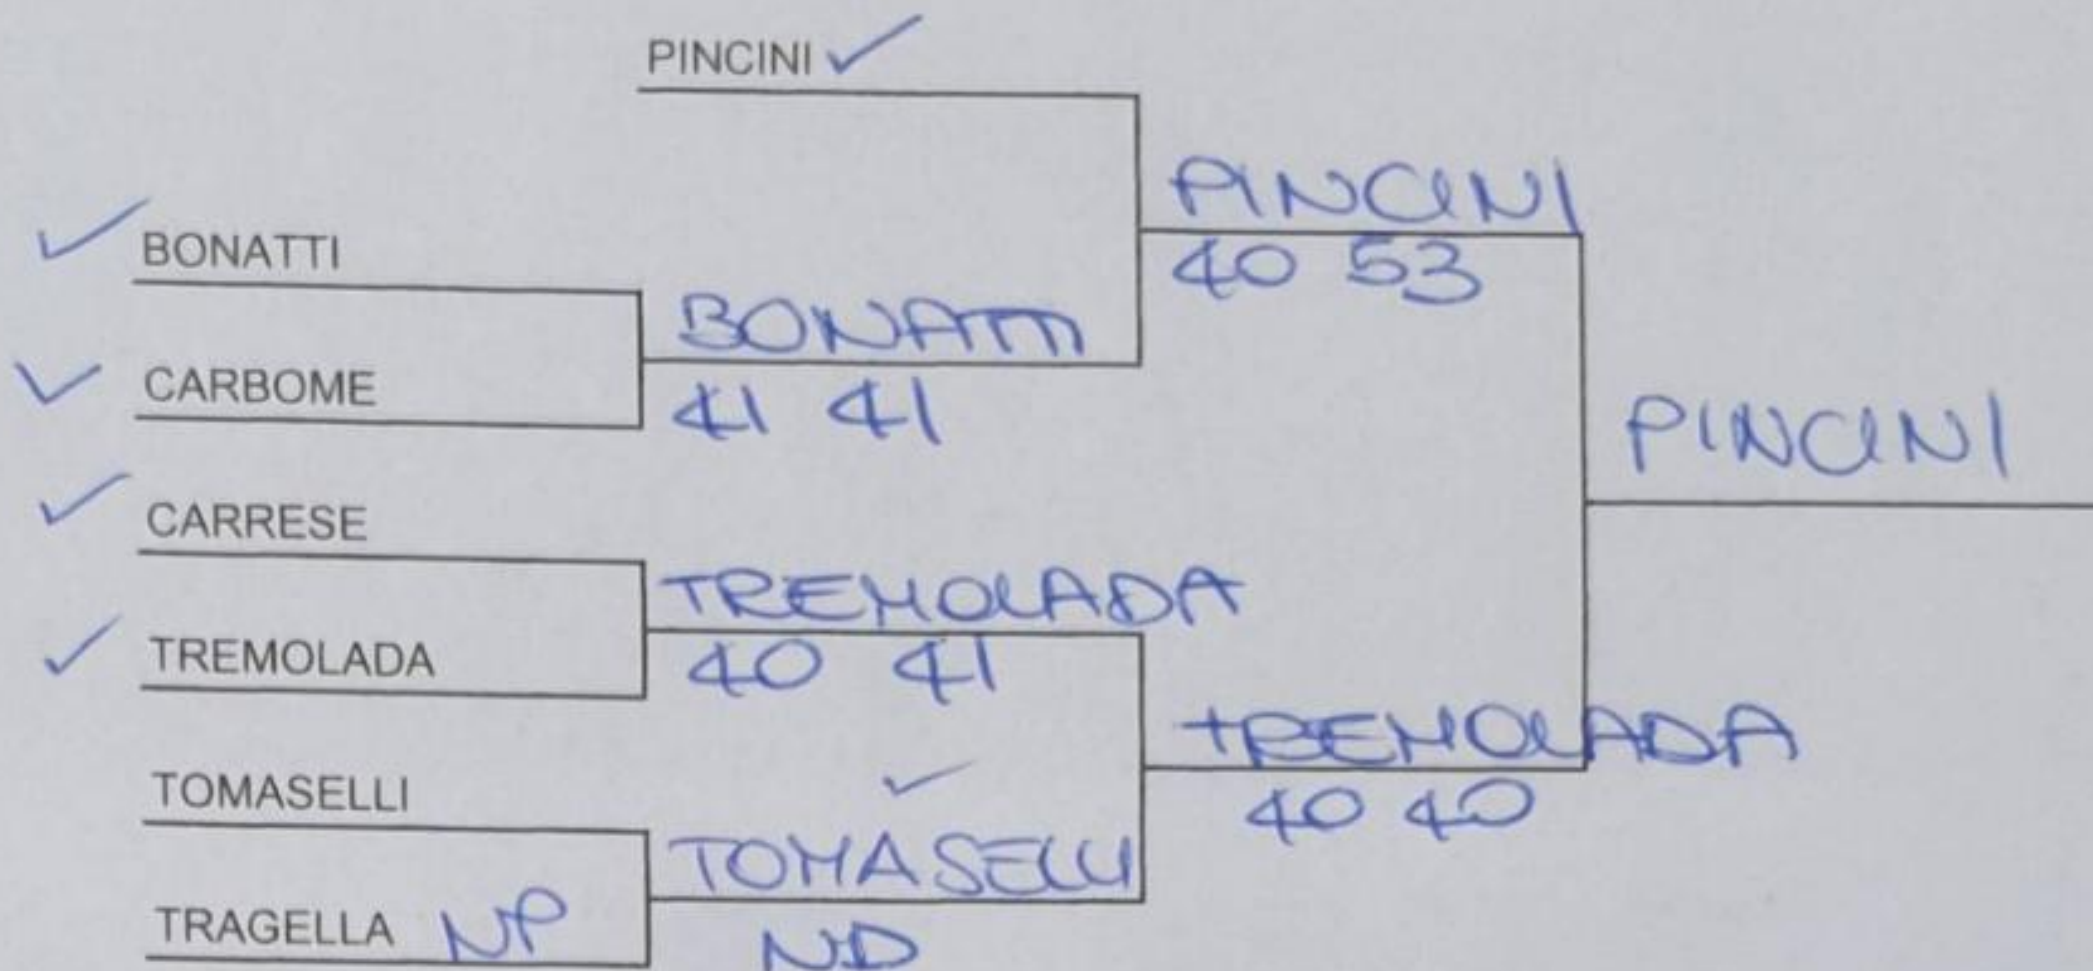 PINCINI
PINCINI
40 53
BONATTI
BONATTI
41 41
CARBOME
PINCINI
CARRESE
TREMOLADA
40 41
TREMOLADA
TREMOLADA
40 40
TOMASELLI
TOMASELLI
ND
TRAGELLA NP